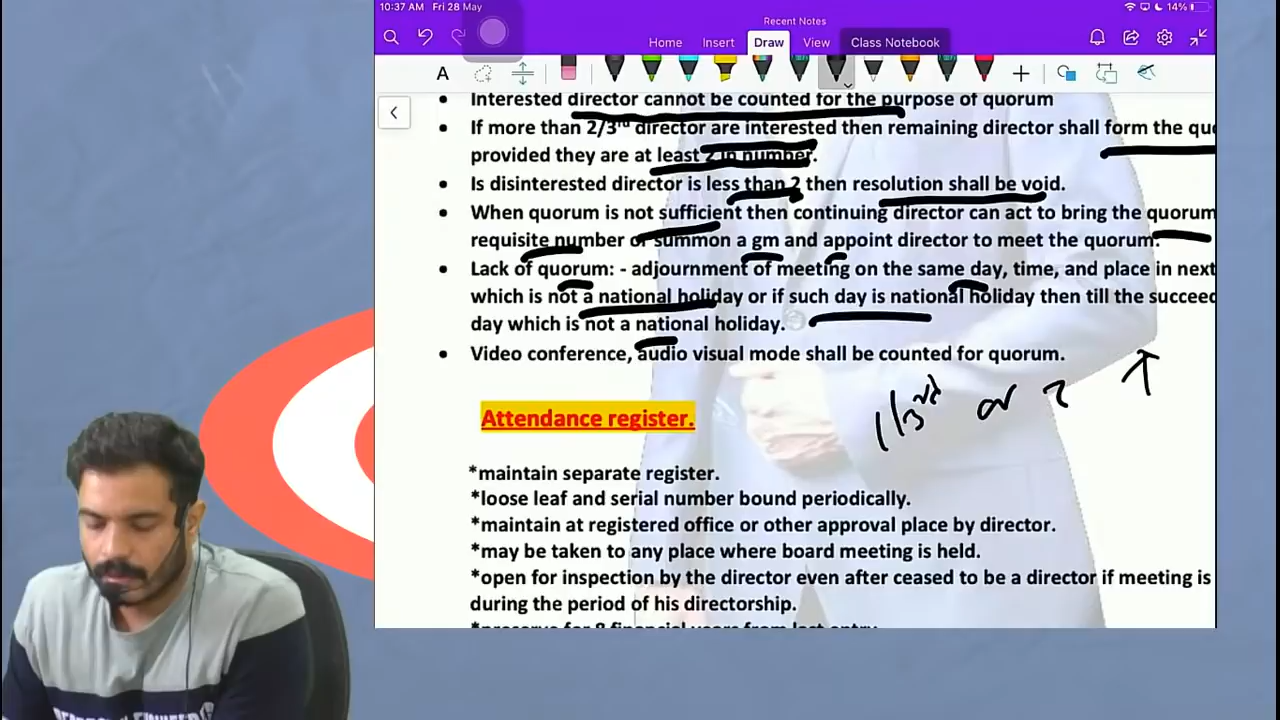 10:37 AM Fri 28 May
14%
Recent Notes
Home Insert Draw View Class Notebook
A
Interested director cannot be counted for the purpose of quorum
If more than 2/3rd director are interested then remaining director shall form the qu
provided they are at least 2 in number.
Is disinterested director is less than 2 then resolution shall be void.
When quorum is not sufficient then continuing director can act to bring the quorum
requisite number or summon a gm and appoint director to meet the quorum.
Lack of quorum: - adjournment of meeting on the same day, time, and place in next
which is not a national holiday or if such day is national holiday then till the succeed
day which is not a national holiday.
Video conference, audio visual mode shall be counted for quorum.
1/3rd or 2
Attendance register.
*maintain separate register.
*loose leaf and serial number bound periodically.
*maintain at registered office or other approval place by director.
*may be taken to any place where board meeting is held.
*open for inspection by the director even after ceased to be a director if meeting is
during the period of his directorship.
*preserve for 8 financial years from last entry